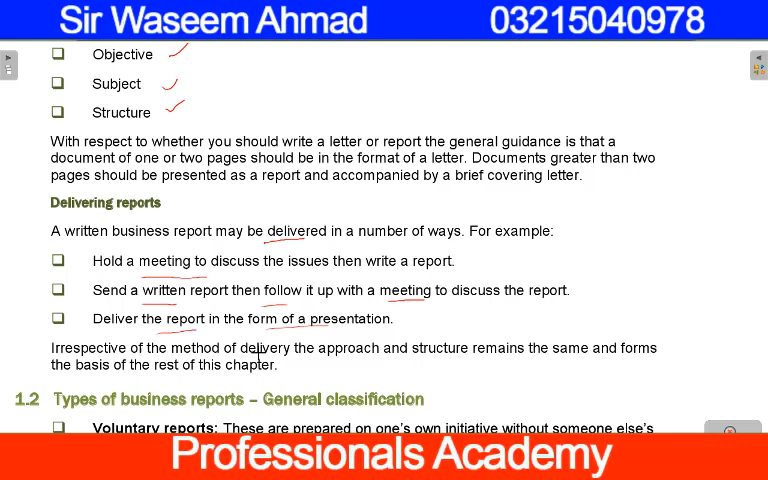 Sir Waseem Ahmad 03215040978
Objective
Subject
Structure
With respect to whether you should write a letter or report the general guidance is that a
document of one or two pages should be in the format of a letter. Documents greater than two
pages should be presented as a report and accompanied by a brief covering letter.
Delivering reports
A written business report may be delivered in a number of ways. For example:
Hold a meeting to discuss the issues then write a report.
Send a written report then follow it up with a meeting to discuss the report.
Deliver the report in the form of a presentation.
Irrespective of the method of delivery the approach and structure remains the same and forms
the basis of the rest of this chapter.
1.2 Types of business reports – General classification
Voluntary reports: These are prepared on one's own initiative without someone else's
Professionals Academy